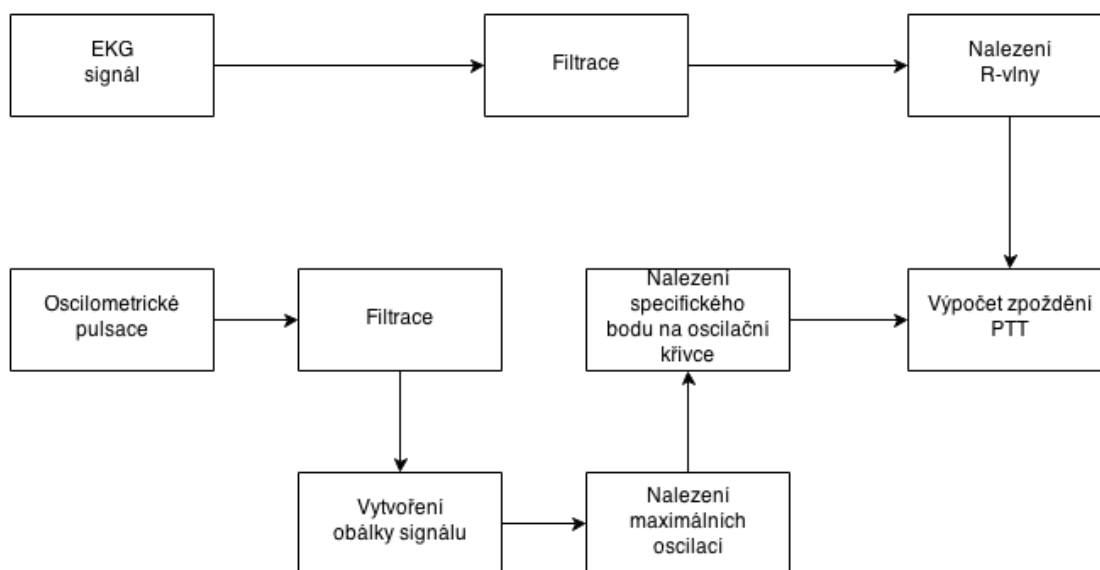 EKG
signál
Filtrace
Nalezení
R-vlny
Oscilometrické
pulsace
Filtrace
Nalezení
specifického
bodu na oscilační
křivce
Výpočet zpoždění
PTT
Vytvoření
obálky signálu
Nalezení
maximálních
oscilací